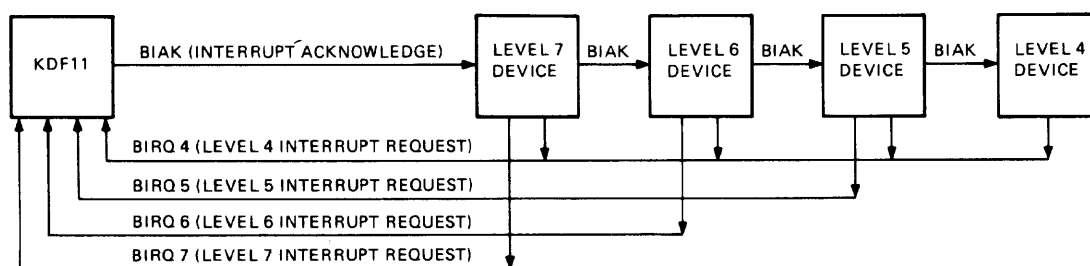 KDF11
BIAK (INTERRUPT ACKNOWLEDGE)
LEVEL 7
DEVICE
BIAK
LEVEL 6
DEVICE
BIAK
LEVEL 5
DEVICE
BIAK
LEVEL 4
DEVICE
BIRQ 4 (LEVEL 4 INTERRUPT REQUEST)
BIRQ 5 (LEVEL 5 INTERRUPT REQUEST)
BIRQ 6 (LEVEL 6 INTERRUPT REQUEST)
BIRQ 7 (LEVEL 7 INTERRUPT REQUEST)